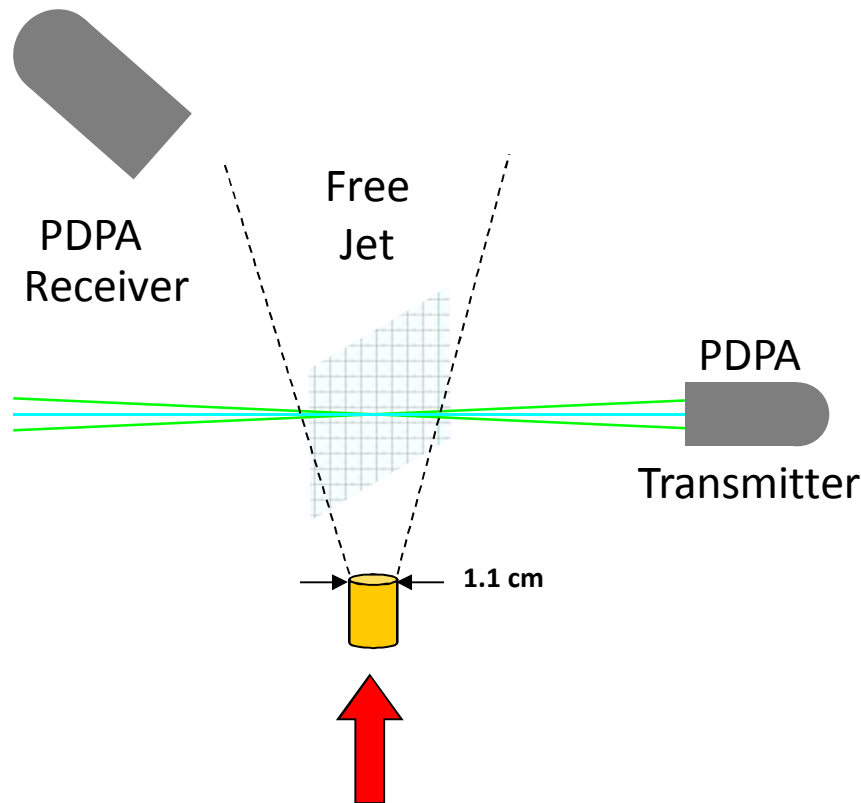 Free
Jet
PDPA
Receiver
PDPA
Transmitter
1.1 cm